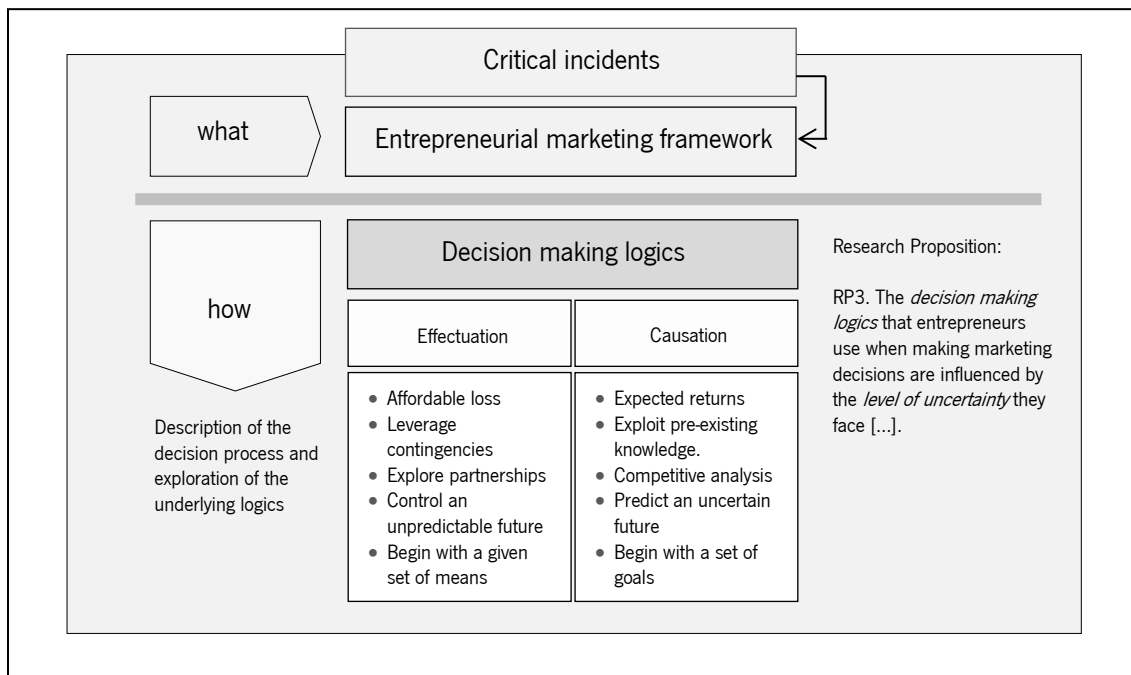 Critical incidents
what
Entrepreneurial marketing framework
how
Description of the
decision process and
exploration of the
underlying logics
Decision making logics
Effectuation
• Affordable loss
• Leverage
contingencies
• Explore partnerships
• Control an
unpredictable future
• Begin with a given
set of means
Causation
• Expected returns
• Exploit pre-existing
knowledge.
• Competitive analysis
• Predict an uncertain
future
• Begin with a set of
goals
Research Proposition:
RP3. The decision making
logics that entrepreneurs
use when making marketing
decisions are influenced by
the level of uncertainty they
face [...].